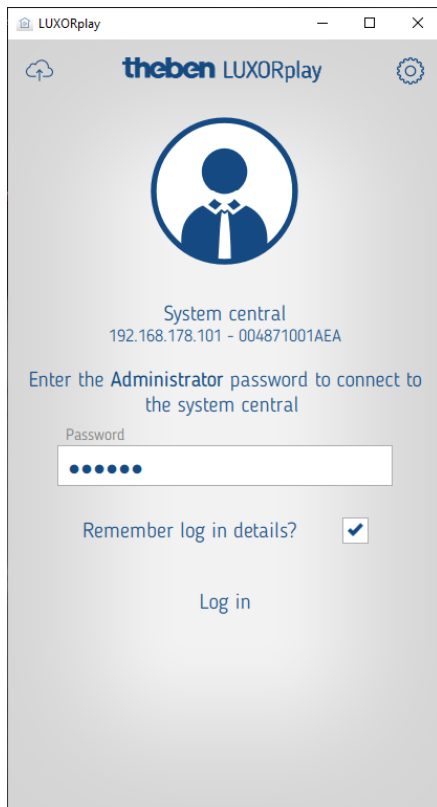 LUXORplay
theben LUXORplay
System central
192.168.178.101 - 004871001AEA
Enter the Administrator password to connect to
the system central
Password
●●●●●●
Remember log in details?
Log in